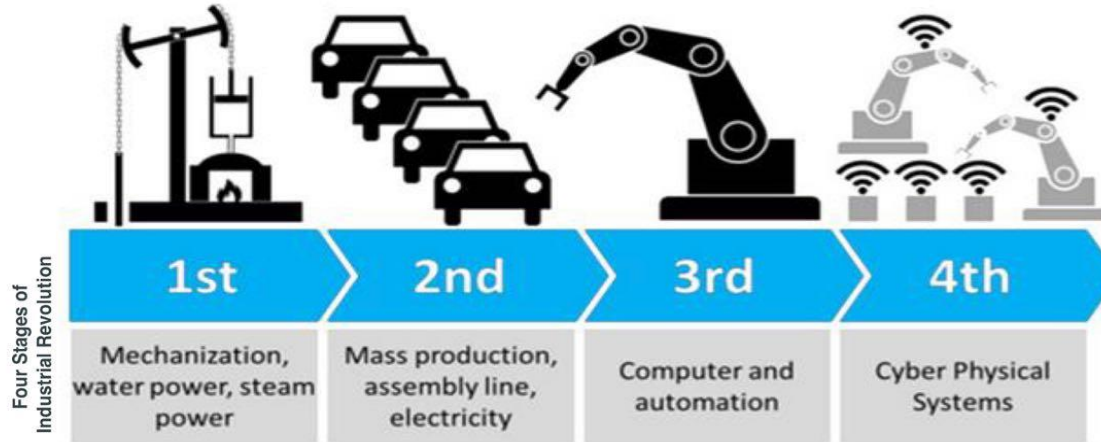 1st
2nd
3rd
4th
Four Stages of
Industrial Revolution
Mechanization,
water power, steam
power
Mass production,
assembly line,
electricity
Computer and
automation
Cyber Physical
Systems